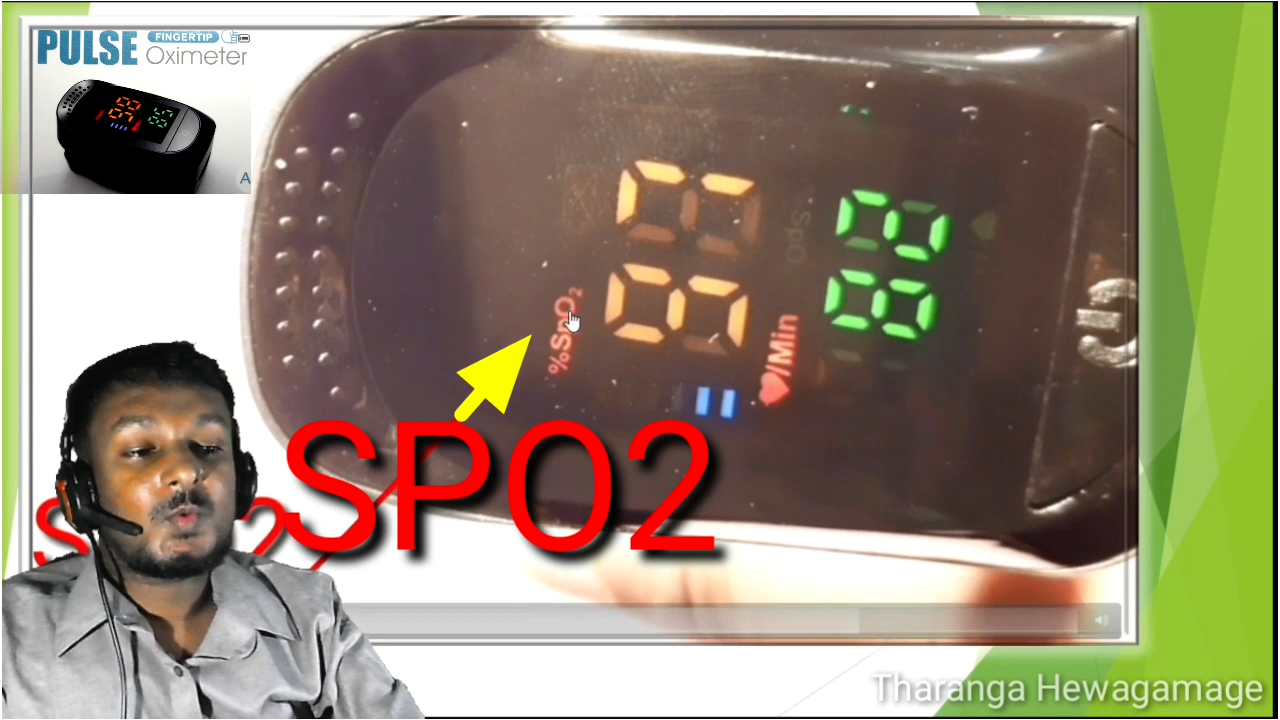 PULSE FINGERTIP
Oximeter
%SpO₂
/Min
SPO2
Tharanga Hewagamage